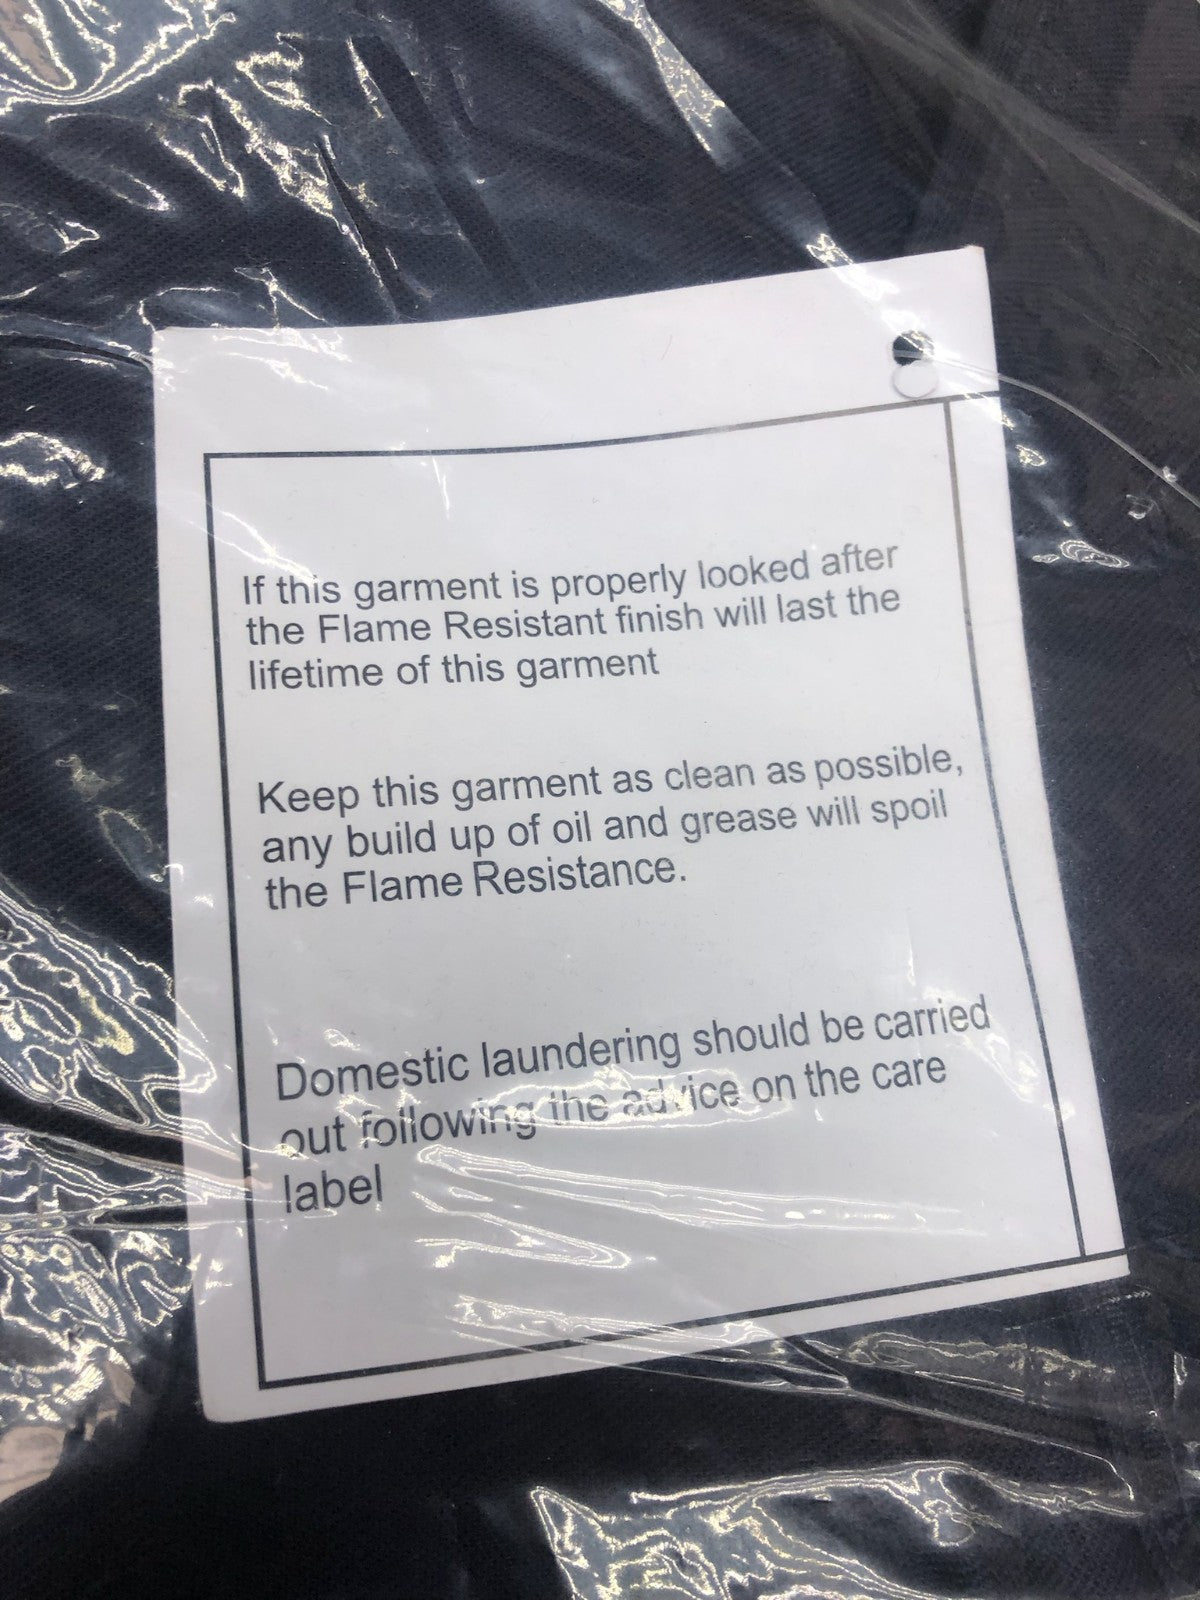 If this garment is properly looked after
the Flame Resistant finish will last the
lifetime of this garment
Keep this garment as clean as possible,
any build up of oil and grease will spoil
the Flame Resistance.
Domestic laundering should be carried
out following the advice on the care
label